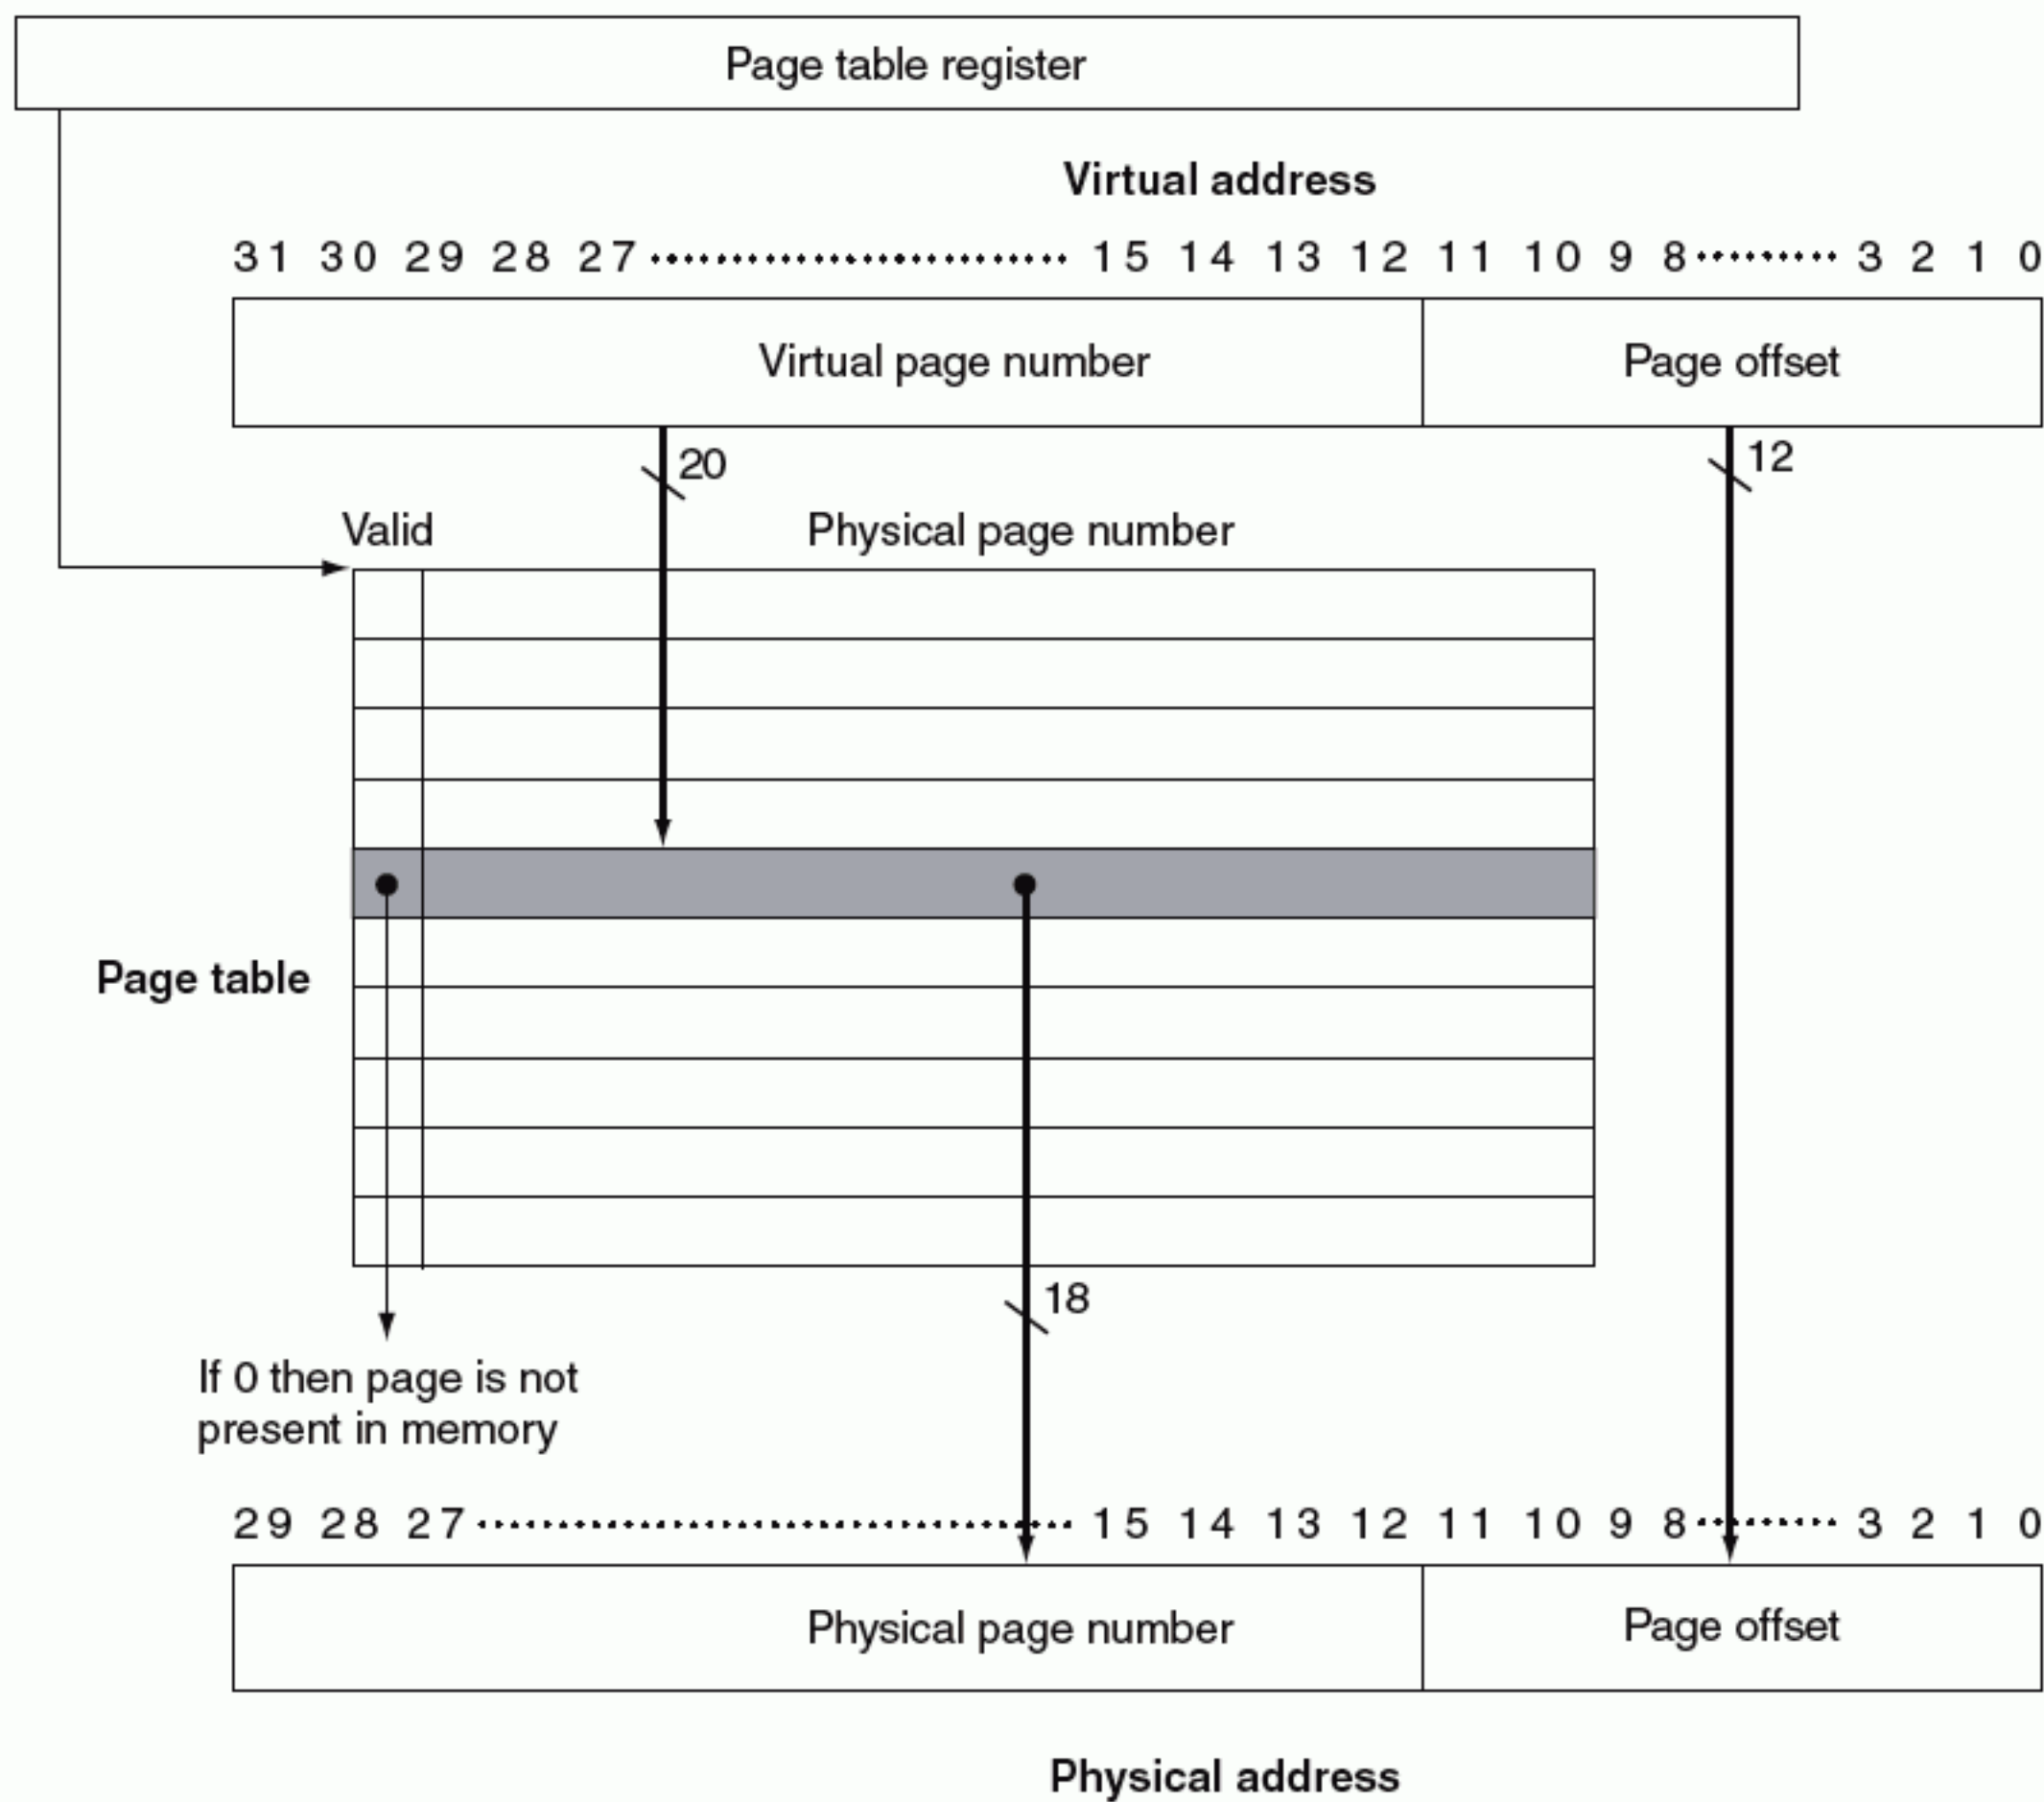 Page table register
Virtual address
31 30 29 28 27 15 14 13 12 11 10 9 8 3 2 1 0
Virtual page number Page offset
20 12
Valid Physical page number
Page table
18
If 0 then page is not
present in memory
29 28 27 15 14 13 12 11 10 9 8 3 2 1 0
Physical page number Page offset
Physical address